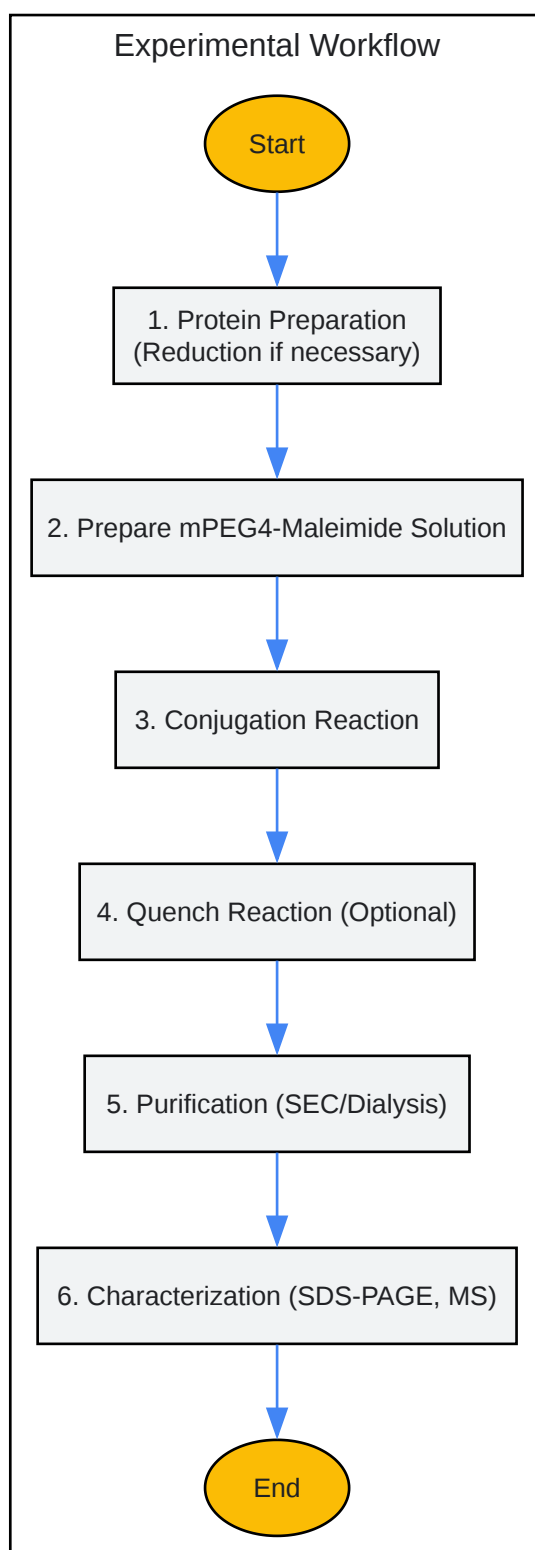 Experimental Workflow
Start
1. Protein Preparation
(Reduction if necessary)
2. Prepare mPEG4-Maleimide Solution
3. Conjugation Reaction
4. Quench Reaction (Optional)
5. Purification (SEC/Dialysis)
6. Characterization (SDS-PAGE, MS)
End